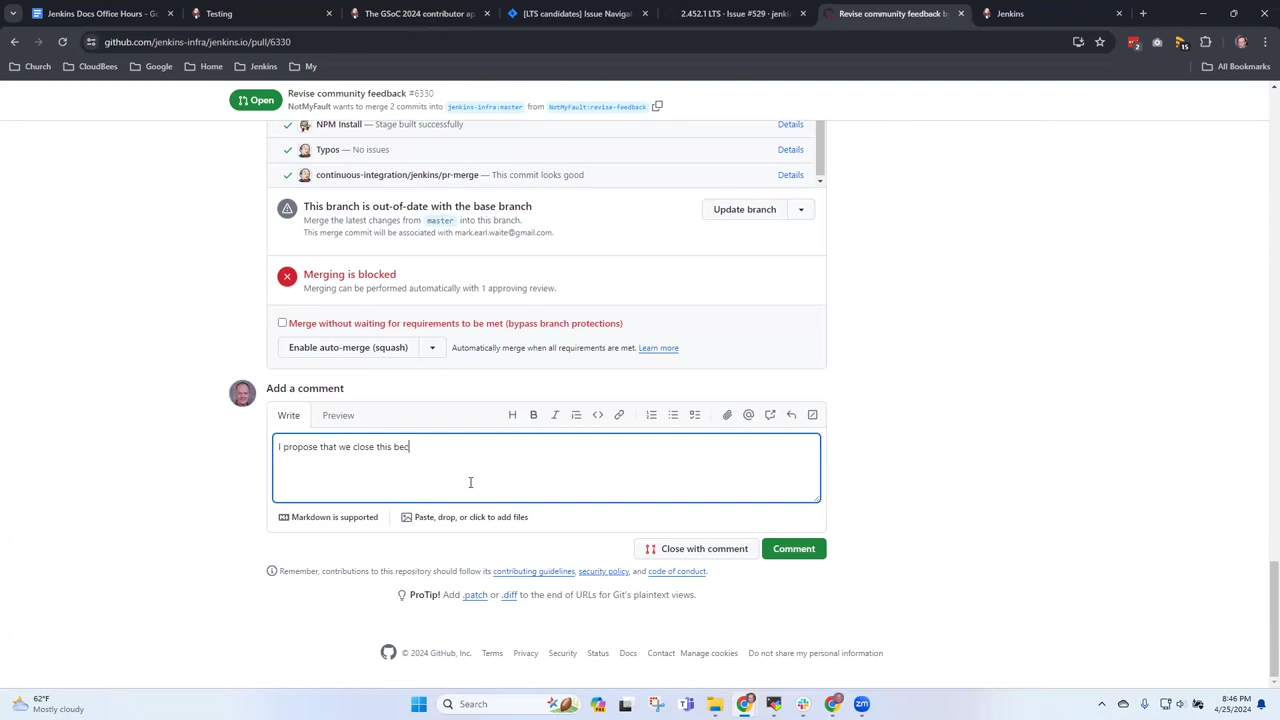 Jenkins Docs Office Hours - G
Testing
The GSoC 2024 contributor ap
[LTS candidates] Issue Navigat
2.452.1 LTS · Issue #529 · jenk
Revise community feedback b
Jenkins
github.com/jenkins-infra/jenkins.io/pull/6330
2
15
Church
CloudBees
Google
Home
Jenkins
My
All Bookmarks
Open
Revise community feedback #6330
NotMyFault wants to merge 2 commits into jenkins-infra:master from NotMyFault:revise-feedback
NPM Install — Stage built successfully
Details
Typos — No issues
Details
continuous-integration/jenkins/pr-merge — This commit looks good
Details
This branch is out-of-date with the base branch
Merge the latest changes from master into this branch.
This merge commit will be associated with mark.earl.waite@gmail.com.
Update branch
Merging is blocked
Merging can be performed automatically with 1 approving review.
Merge without waiting for requirements to be met (bypass branch protections)
Enable auto-merge (squash)
Automatically merge when all requirements are met. Learn more
Add a comment
Write
Preview
H B I
I propose that we close this bec
Markdown is supported
Paste, drop, or click to add files
Close with comment
Comment
Remember, contributions to this repository should follow its contributing guidelines, security policy, and code of conduct.
ProTip! Add .patch or .diff to the end of URLs for Git's plaintext views.
© 2024 GitHub, Inc. Terms Privacy Security Status Docs Contact Manage cookies Do not share my personal information
62°F
Mostly cloudy
Search
zm
8:46 PM
4/25/2024